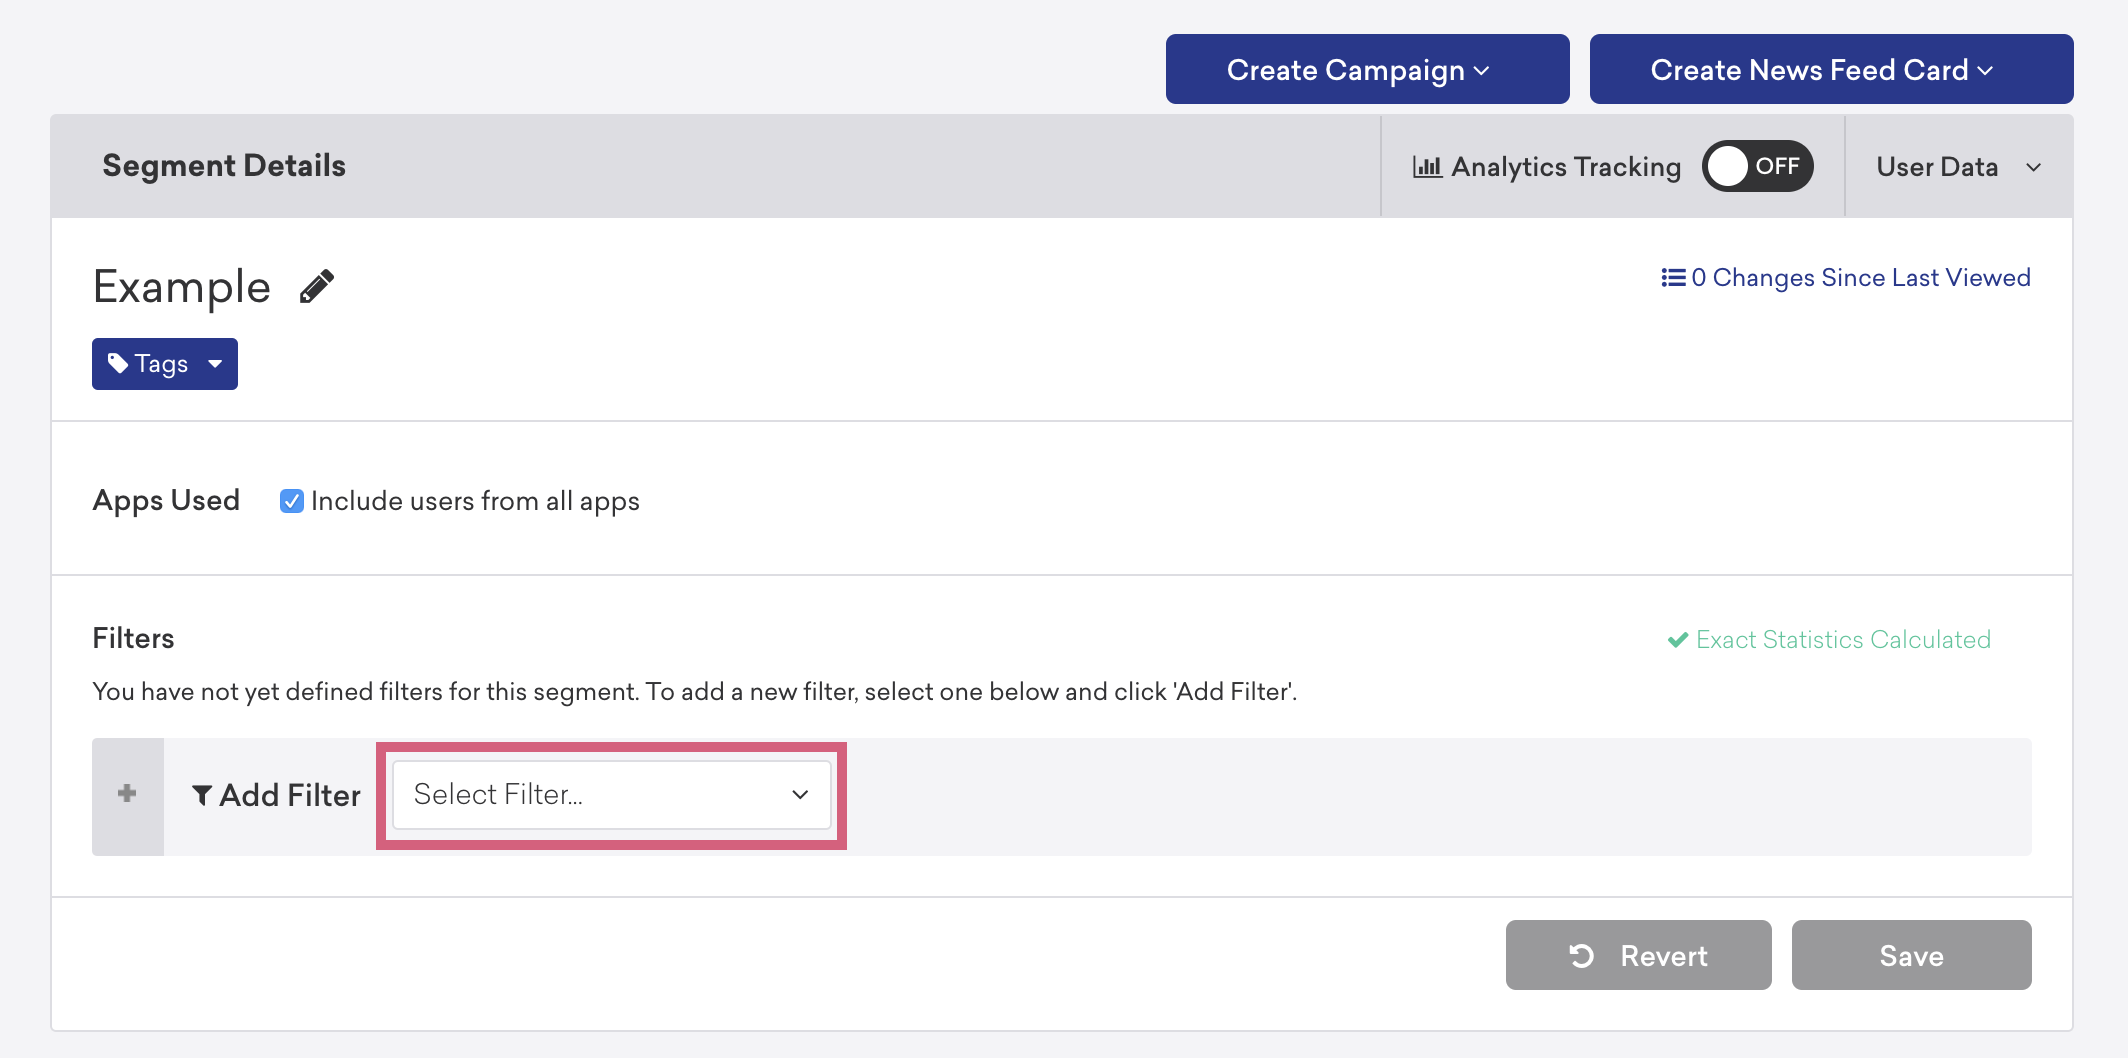 Create Campaign
Create News Feed Card
Segment Details
Analytics Tracking
OFF
User Data
Example
0 Changes Since Last Viewed
Tags
Apps Used
Include users from all apps
Filters
Exact Statistics Calculated
You have not yet defined filters for this segment. To add a new filter, select one below and click 'Add Filter'.
Add Filter
Select Filter...
Revert
Save